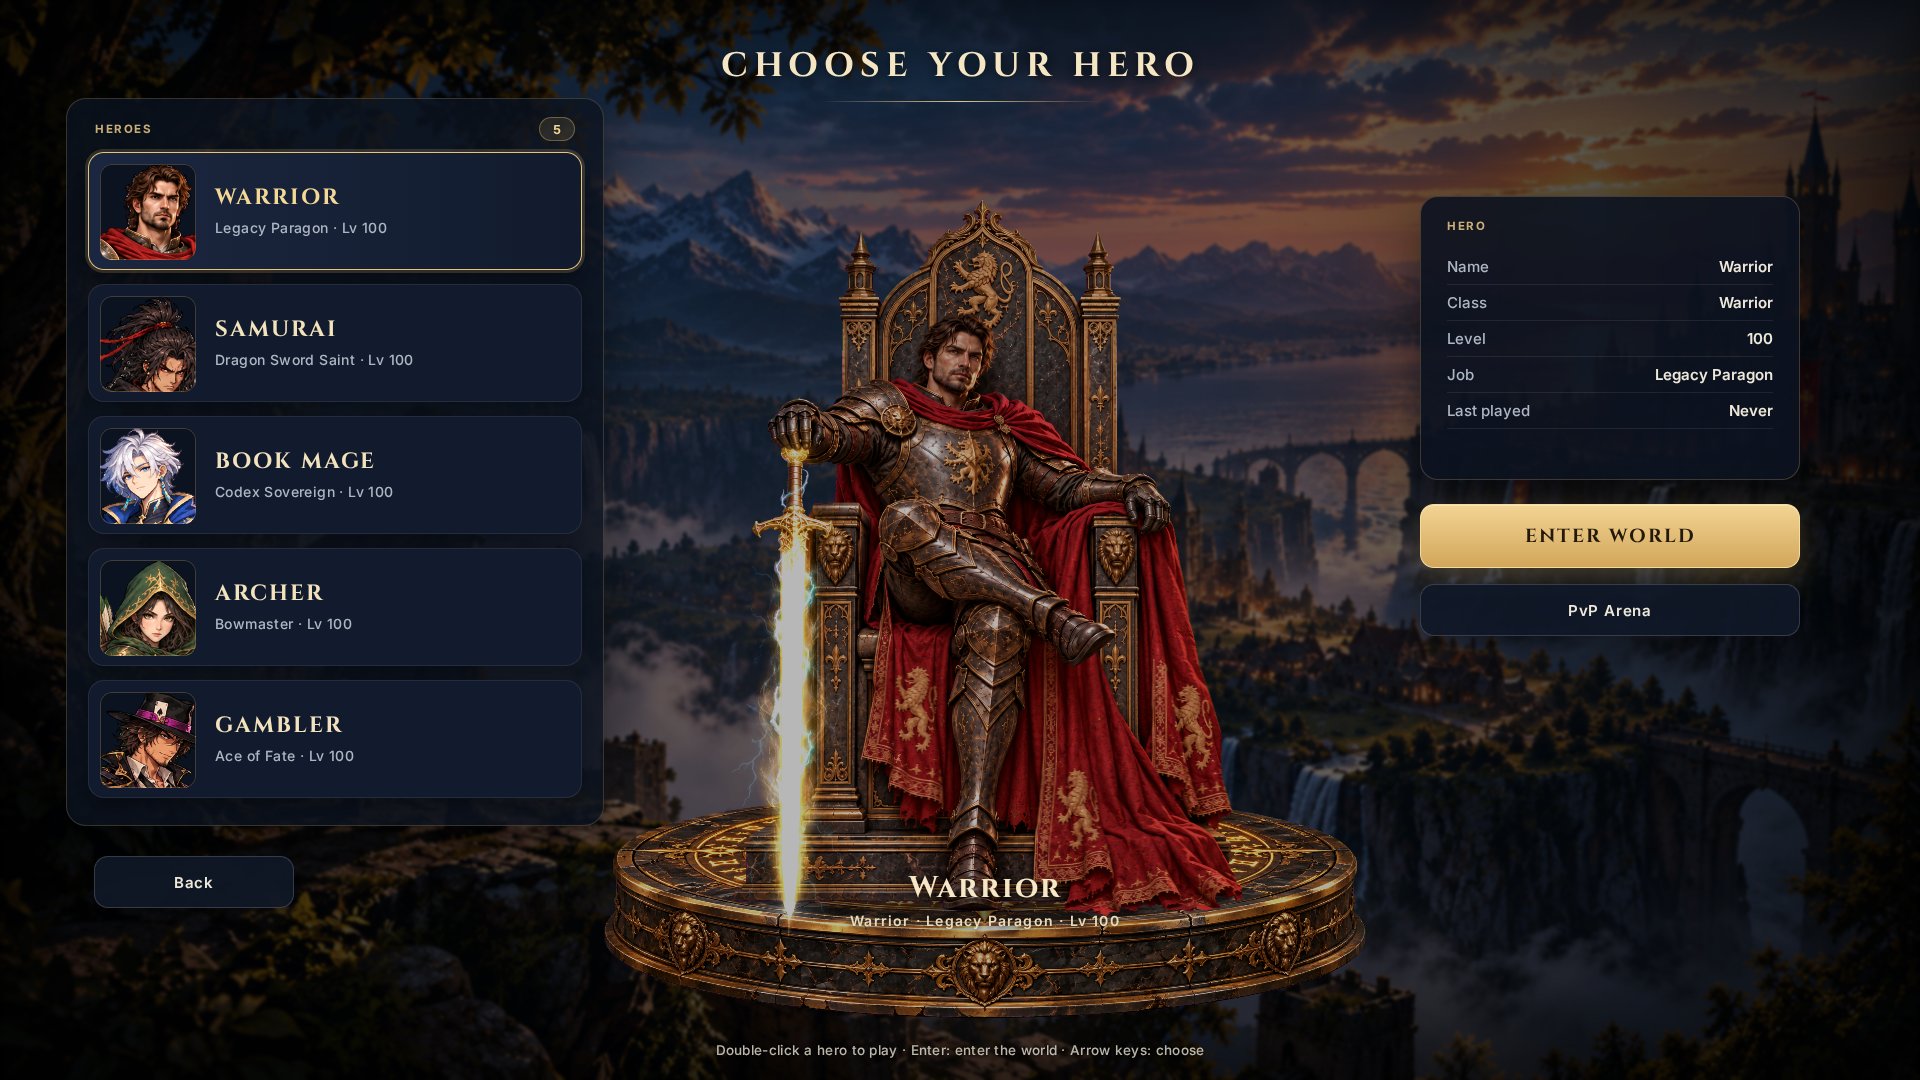 CHOOSE YOUR HERO
HEROES 5
WARRIOR
Legacy Paragon · Lv 100
SAMURAI
Dragon Sword Saint · Lv 100
BOOK MAGE
Codex Sovereign · Lv 100
ARCHER
Bowmaster · Lv 100
GAMBLER
Ace of Fate · Lv 100
Back
WARRIOR
Warrior · Legacy Paragon · Lv 100
HERO
Name Warrior
Class Warrior
Level 100
Job Legacy Paragon
Last played Never
ENTER WORLD
PvP Arena
Double-click a hero to play · Enter: enter the world · Arrow keys: choose